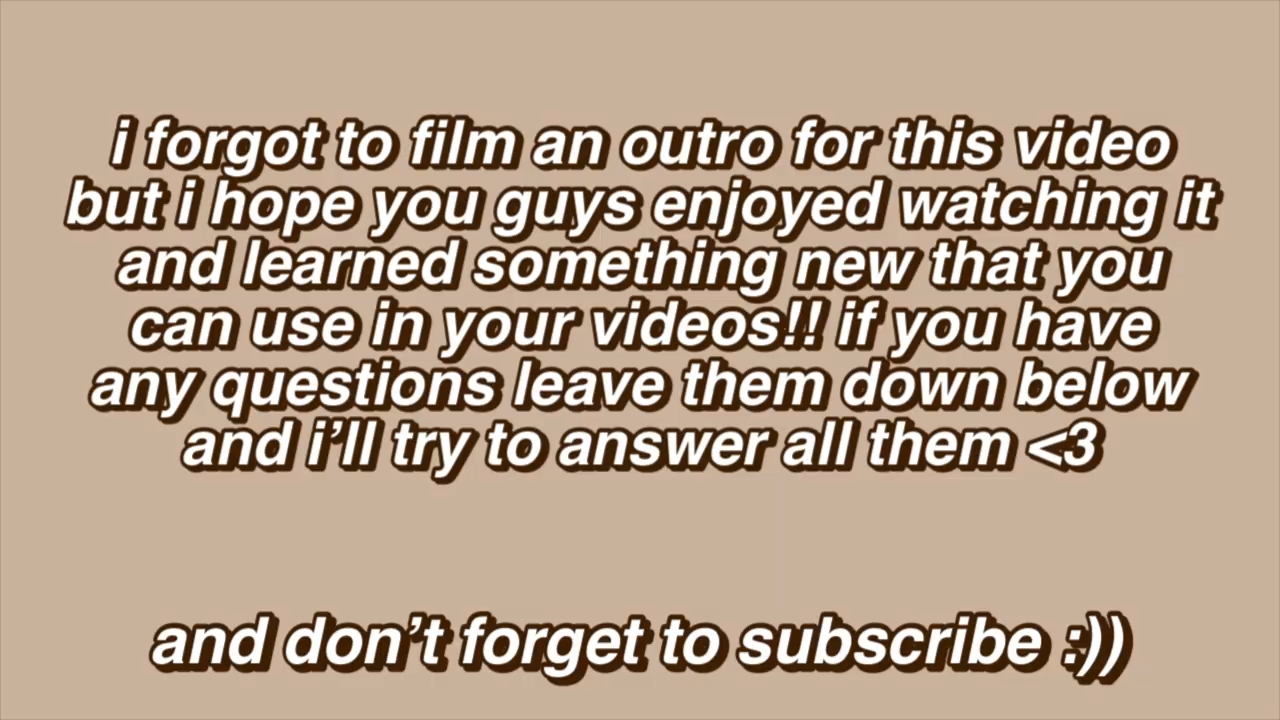 i forgot to film an outro for this video
but i hope you guys enjoyed watching it
and learned something new that you
can use in your videos!! if you have
any questions leave them down below
and i’ll try to answer all them <3
and don’t forget to subscribe :))